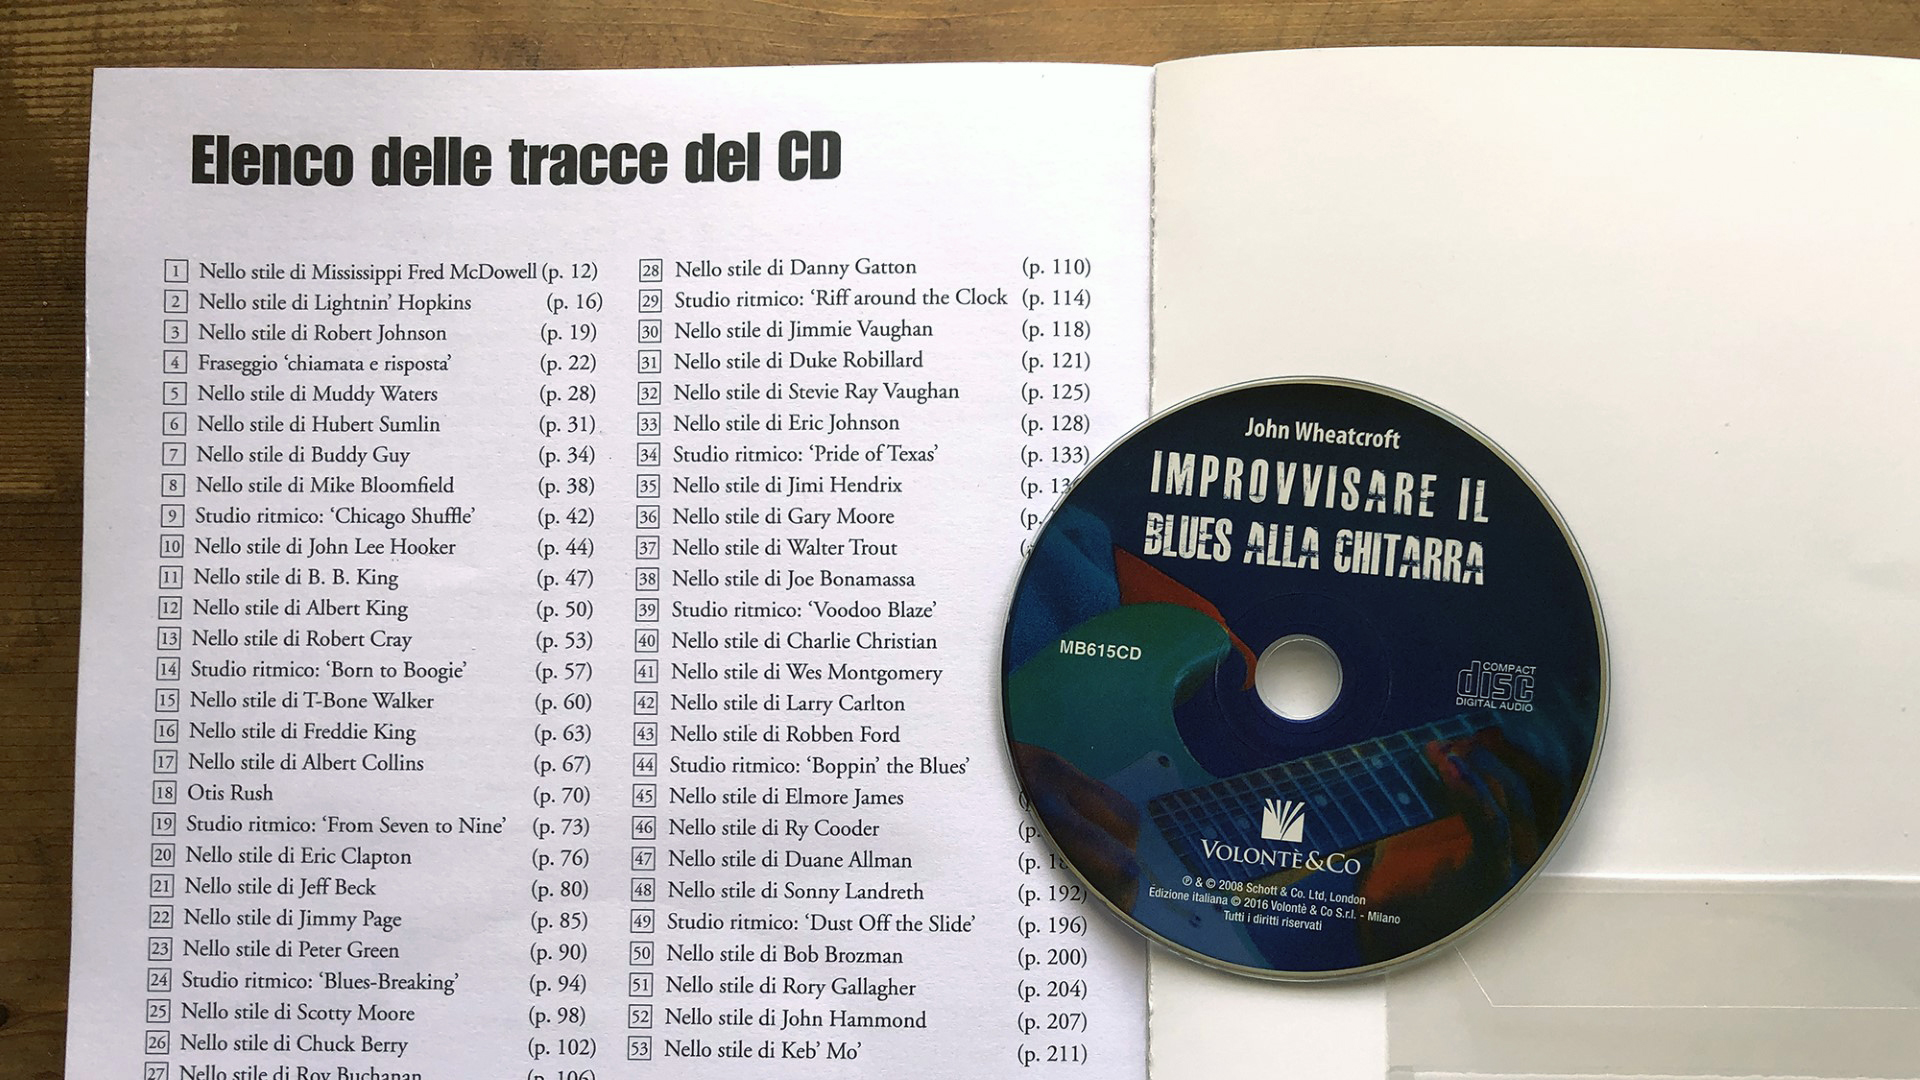 Elenco delle tracce del CD
1 Nello stile di Mississippi Fred McDowell (p. 12)
2 Nello stile di Lightnin’ Hopkins (p. 16)
3 Nello stile di Robert Johnson (p. 19)
4 Fraseggio ‘chiamata e risposta’ (p. 22)
5 Nello stile di Muddy Waters (p. 28)
6 Nello stile di Hubert Sumlin (p. 31)
7 Nello stile di Buddy Guy (p. 34)
8 Nello stile di Mike Bloomfield (p. 38)
9 Studio ritmico: ‘Chicago Shuffle’ (p. 42)
10 Nello stile di John Lee Hooker (p. 44)
11 Nello stile di B. B. King (p. 47)
12 Nello stile di Albert King (p. 50)
13 Nello stile di Robert Cray (p. 53)
14 Studio ritmico: ‘Born to Boogie’ (p. 57)
15 Nello stile di T-Bone Walker (p. 60)
16 Nello stile di Freddie King (p. 63)
17 Nello stile di Albert Collins (p. 67)
18 Otis Rush (p. 70)
19 Studio ritmico: ‘From Seven to Nine’ (p. 73)
20 Nello stile di Eric Clapton (p. 76)
21 Nello stile di Jeff Beck (p. 80)
22 Nello stile di Jimmy Page (p. 85)
23 Nello stile di Peter Green (p. 90)
24 Studio ritmico: ‘Blues-Breaking’ (p. 94)
25 Nello stile di Scotty Moore (p. 98)
26 Nello stile di Chuck Berry (p. 102)
27 Nello stile di Roy Buchanan (p. 106)
28 Nello stile di Danny Gatton (p. 110)
29 Studio ritmico: ‘Riff around the Clock (p. 114)
30 Nello stile di Jimmie Vaughan (p. 118)
31 Nello stile di Duke Robillard (p. 121)
32 Nello stile di Stevie Ray Vaughan (p. 125)
33 Nello stile di Eric Johnson (p. 128)
34 Studio ritmico: ‘Pride of Texas’ (p. 133)
35 Nello stile di Jimi Hendrix (p.
36 Nello stile di Gary Moore (p.
37 Nello stile di Walter Trout
38 Nello stile di Joe Bonamassa
39 Studio ritmico: ‘Voodoo Blaze’
40 Nello stile di Charlie Christian
41 Nello stile di Wes Montgomery
42 Nello stile di Larry Carlton
43 Nello stile di Robben Ford
44 Studio ritmico: ‘Boppin’ the Blues’
45 Nello stile di Elmore James
46 Nello stile di Ry Cooder (p.
47 Nello stile di Duane Allman (p.
48 Nello stile di Sonny Landreth (p. 192)
49 Studio ritmico: ‘Dust Off the Slide’ (p. 196)
50 Nello stile di Bob Brozman (p. 200)
51 Nello stile di Rory Gallagher (p. 204)
52 Nello stile di John Hammond (p. 207)
53 Nello stile di Keb’ Mo’ (p. 211)
John Wheatcroft
IMPROVVISARE IL
BLUES ALLA CHITARRA
MB615CD
COMPACT
disc
DIGITAL AUDIO
VOLONTÈ&CO
℗ & © 2008 Schott & Co. Ltd, London
Edizione italiana © 2016 Volontè & Co S.r.l. - Milano
Tutti i diritti riservati